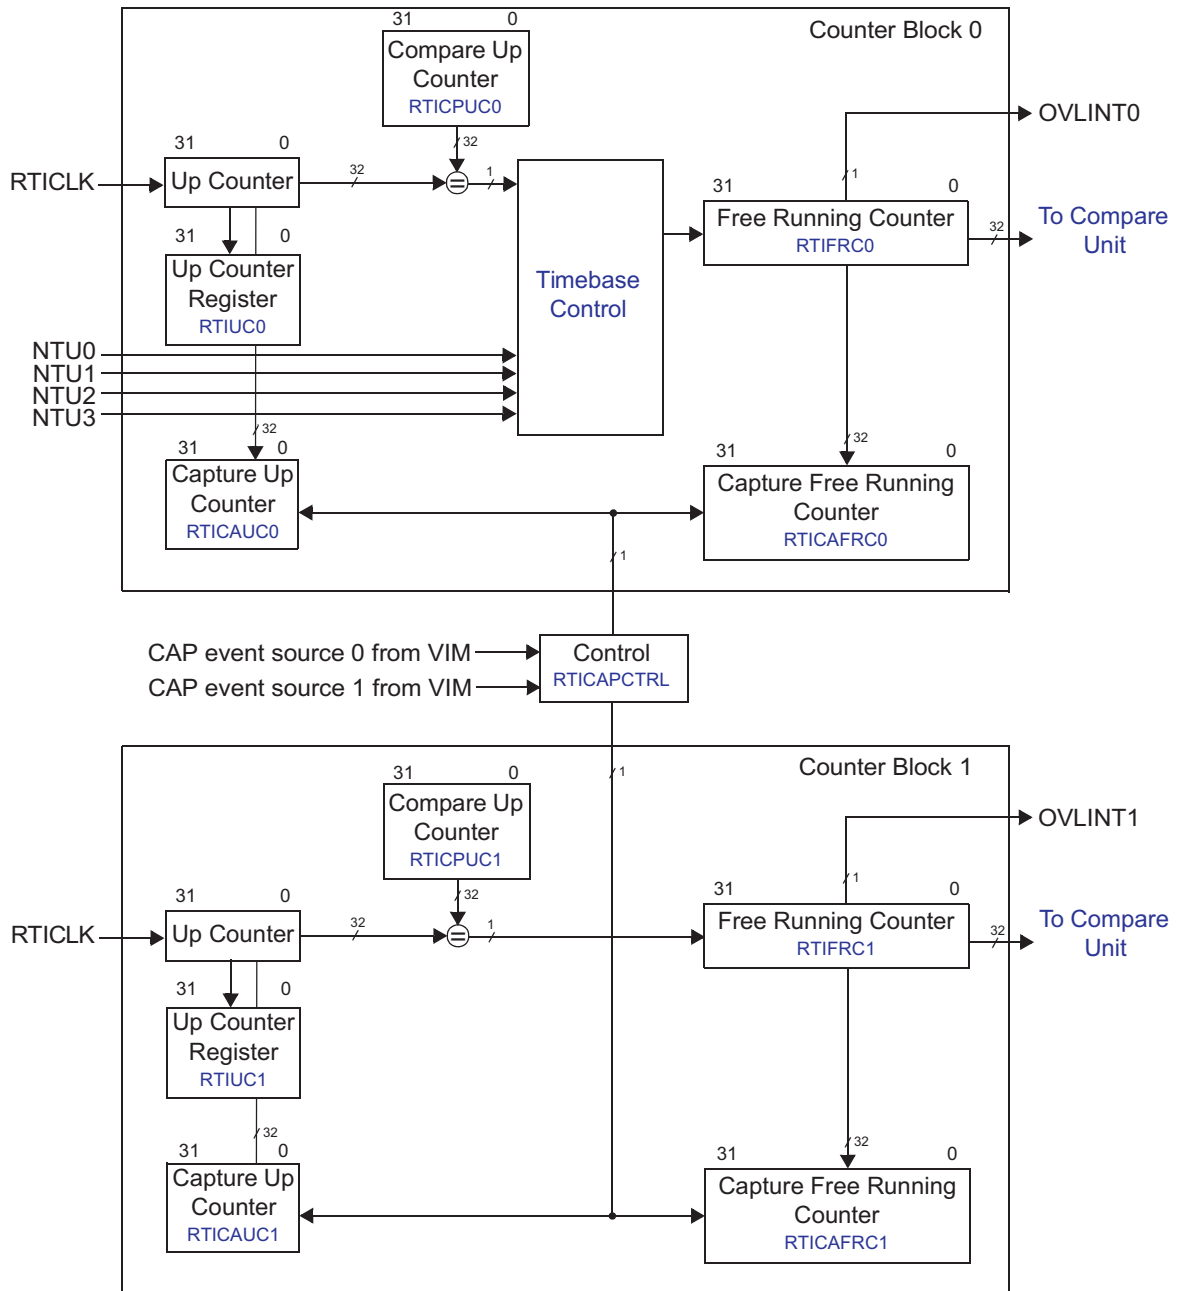 Counter Block 0
31 0
Compare Up
Counter
RTICPUC0
32
OVLINT0
31 0
RTICLK
Up Counter
32
=
1
31 0
1
Free Running Counter
RTIFRC0
32
To Compare
Unit
31 0
Up Counter
Register
RTIUC0
Timebase
Control
NTU0
NTU1
NTU2
NTU3
32
31 0
Capture Up
Counter
RTICAUC0
32
31 0
Capture Free Running
Counter
RTICAFRC0
1
CAP event source 0 from VIM
CAP event source 1 from VIM
Control
RTICAPCTRL
Counter Block 1
1
31 0
Compare Up
Counter
RTICPUC1
32
OVLINT1
31 0
RTICLK
Up Counter
32
=
1
31 0
1
Free Running Counter
RTIFRC1
32
To Compare
Unit
31 0
Up Counter
Register
RTIUC1
32
31 0
Capture Up
Counter
RTICAUC1
32
31 0
Capture Free Running
Counter
RTICAFRC1